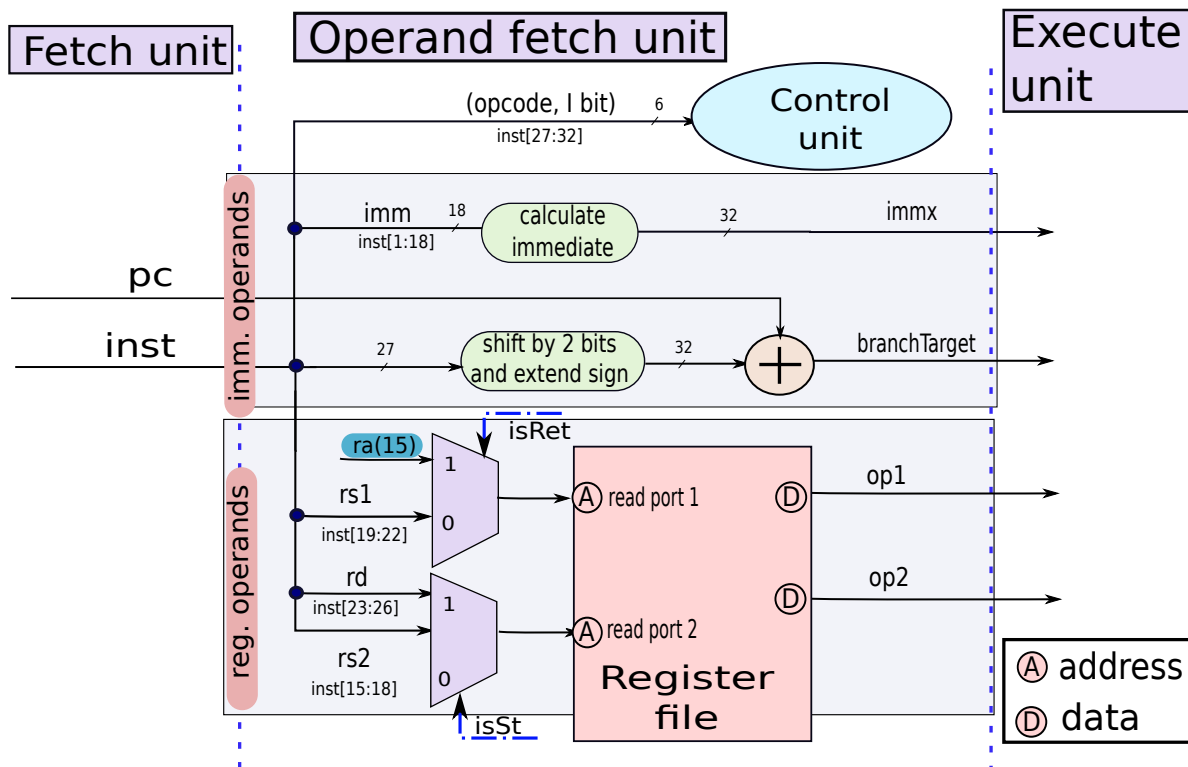 Fetch unit
Operand fetch unit
Execute
unit
(opcode, I bit)
6
inst[27:32]
Control
unit
imm. operands
imm
18
inst[1:18]
calculate
immediate
32
immx
pc
inst
27
shift by 2 bits
and extend sign
32
branchTarget
isRet
ra(15)
1
rs1
0
inst[19:22]
A
read port 1
D
op1
reg. operands
rd
inst[23:26]
1
rs2
inst[15:18]
0
A
read port 2
D
op2
isSt
Register
file
A address
D data